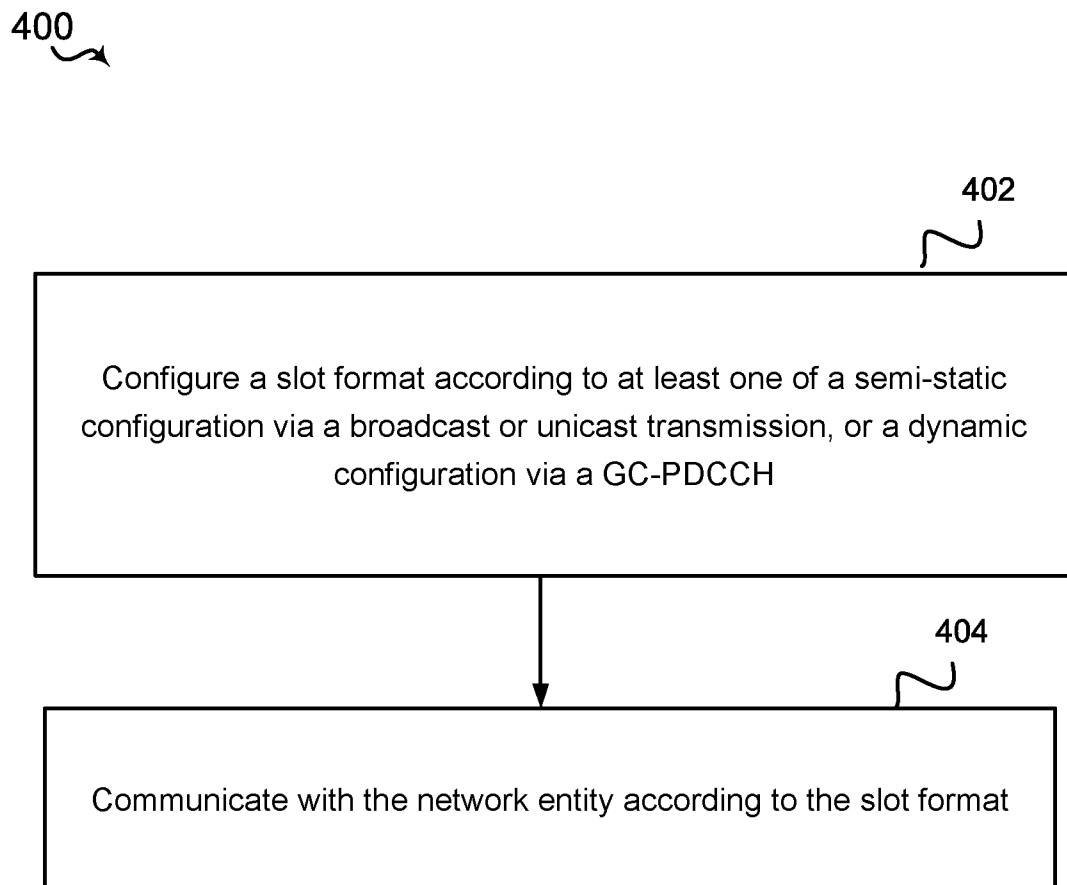 400
402
Configure a slot format according to at least one of a semi-static
configuration via a broadcast or unicast transmission, or a dynamic
configuration via a GC-PDCCH
404
Communicate with the network entity according to the slot format